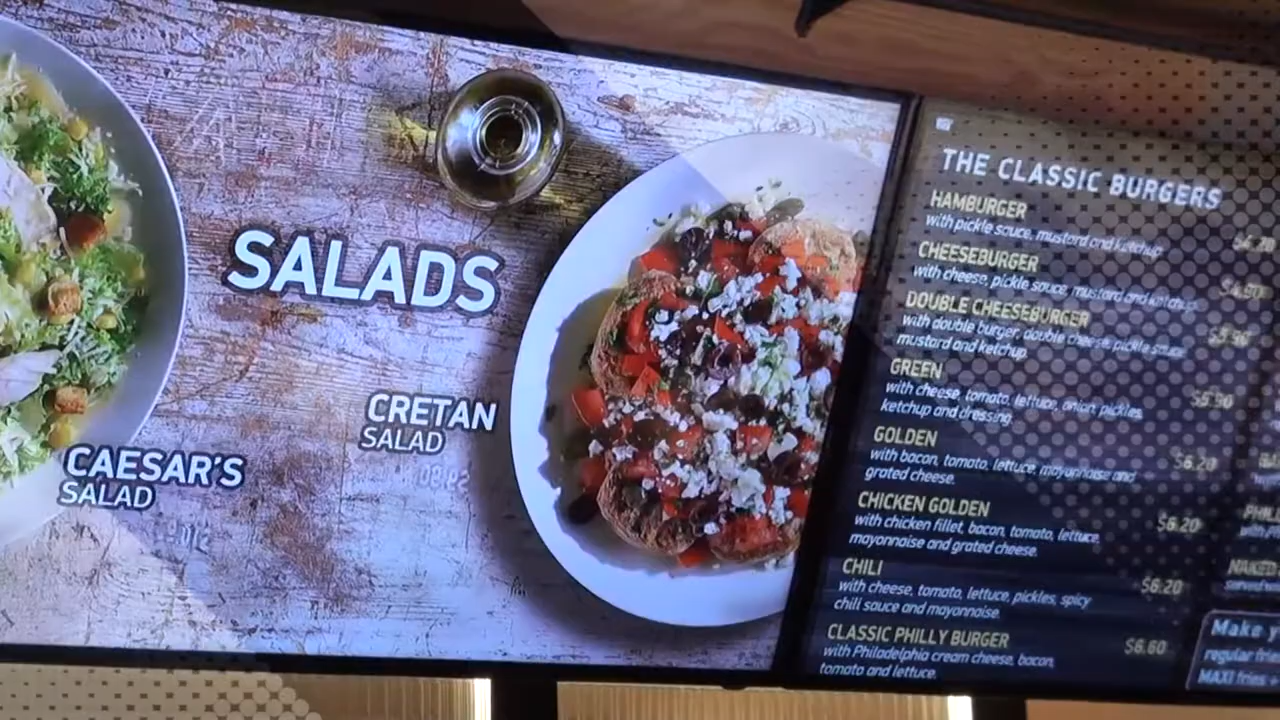 SALADS
CRETAN
SALAD
CAESAR'S
SALAD
THE CLASSIC BURGERS
HAMBURGER
with pickle sauce, mustard and ketchup
CHEESEBURGER
with cheese, pickle sauce, mustard and ketchup
DOUBLE CHEESEBURGER
with double burger, double cheese, pickle sauce
mustard and ketchup.
GREEN
with cheese, tomato, lettuce, onion, pickles,
ketchup and dressing.
GOLDEN
with bacon, tomato, lettuce, mayonnaise and
grated cheese.
$6.20
CHICKEN GOLDEN
with chicken fillet, bacon, tomato, lettuce,
mayonnaise and grated cheese.
$6.20
CHILI
with cheese, tomato, lettuce, pickles, spicy
chili sauce and mayonnaise.
$6.20
CLASSIC PHILLY BURGER
with Philadelphia cream cheese, bacon,
tomato and lettuce.
$6.60
Make
regular
MAXI fries +